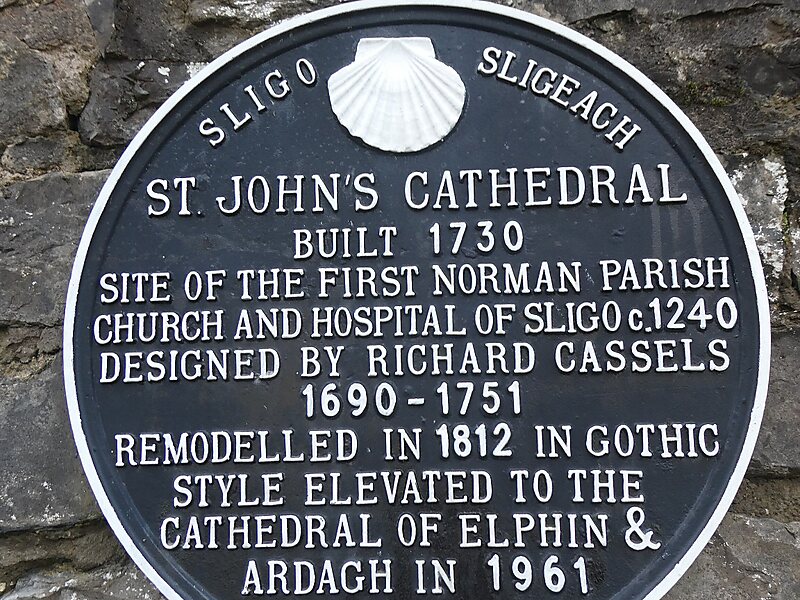 SLIGO SLIGEACH
ST. JOHN'S CATHEDRAL
BUILT 1730
SITE OF THE FIRST NORMAN PARISH
CHURCH AND HOSPITAL OF SLIGO c.1240
DESIGNED BY RICHARD CASSELS
1690 - 1751
REMODELLED IN 1812 IN GOTHIC
STYLE ELEVATED TO THE
CATHEDRAL OF ELPHIN &
ARDAGH IN 1961